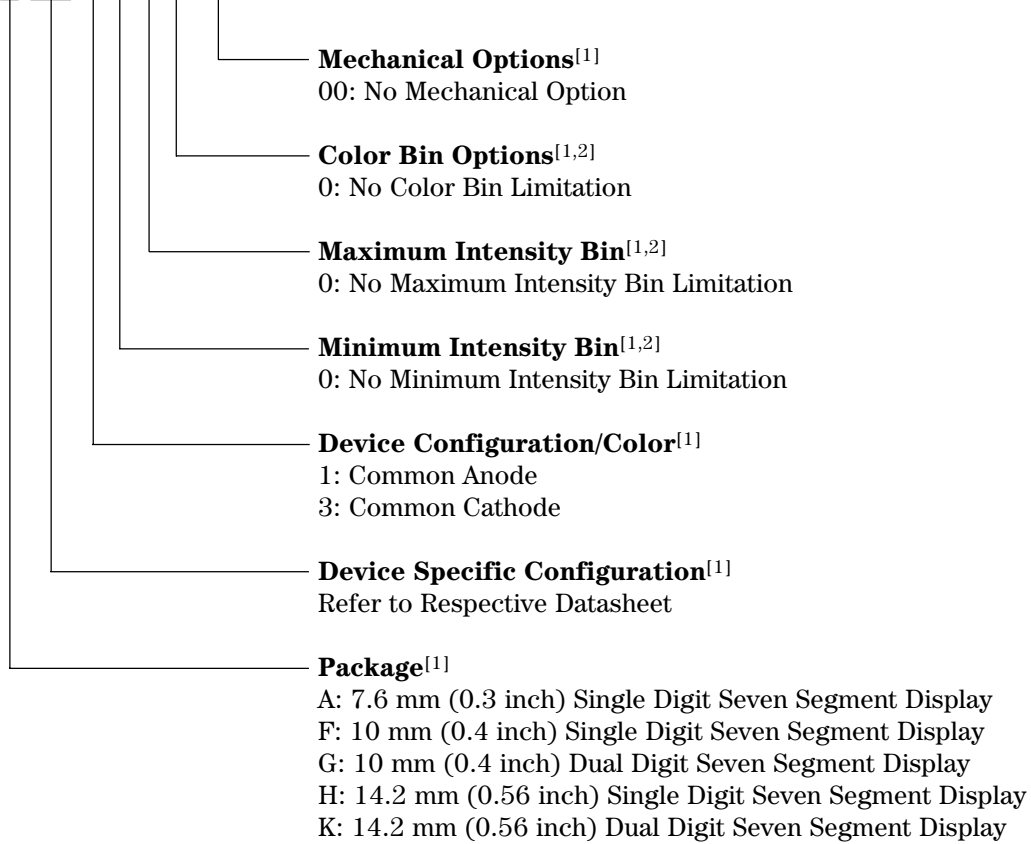 Mechanical Options[1]
00: No Mechanical Option
Color Bin Options[1,2]
0: No Color Bin Limitation
Maximum Intensity Bin[1,2]
0: No Maximum Intensity Bin Limitation
Minimum Intensity Bin[1,2]
0: No Minimum Intensity Bin Limitation
Device Configuration/Color[1]
1: Common Anode
3: Common Cathode
Device Specific Configuration[1]
Refer to Respective Datasheet
Package[1]
A: 7.6 mm (0.3 inch) Single Digit Seven Segment Display
F: 10 mm (0.4 inch) Single Digit Seven Segment Display
G: 10 mm (0.4 inch) Dual Digit Seven Segment Display
H: 14.2 mm (0.56 inch) Single Digit Seven Segment Display
K: 14.2 mm (0.56 inch) Dual Digit Seven Segment Display